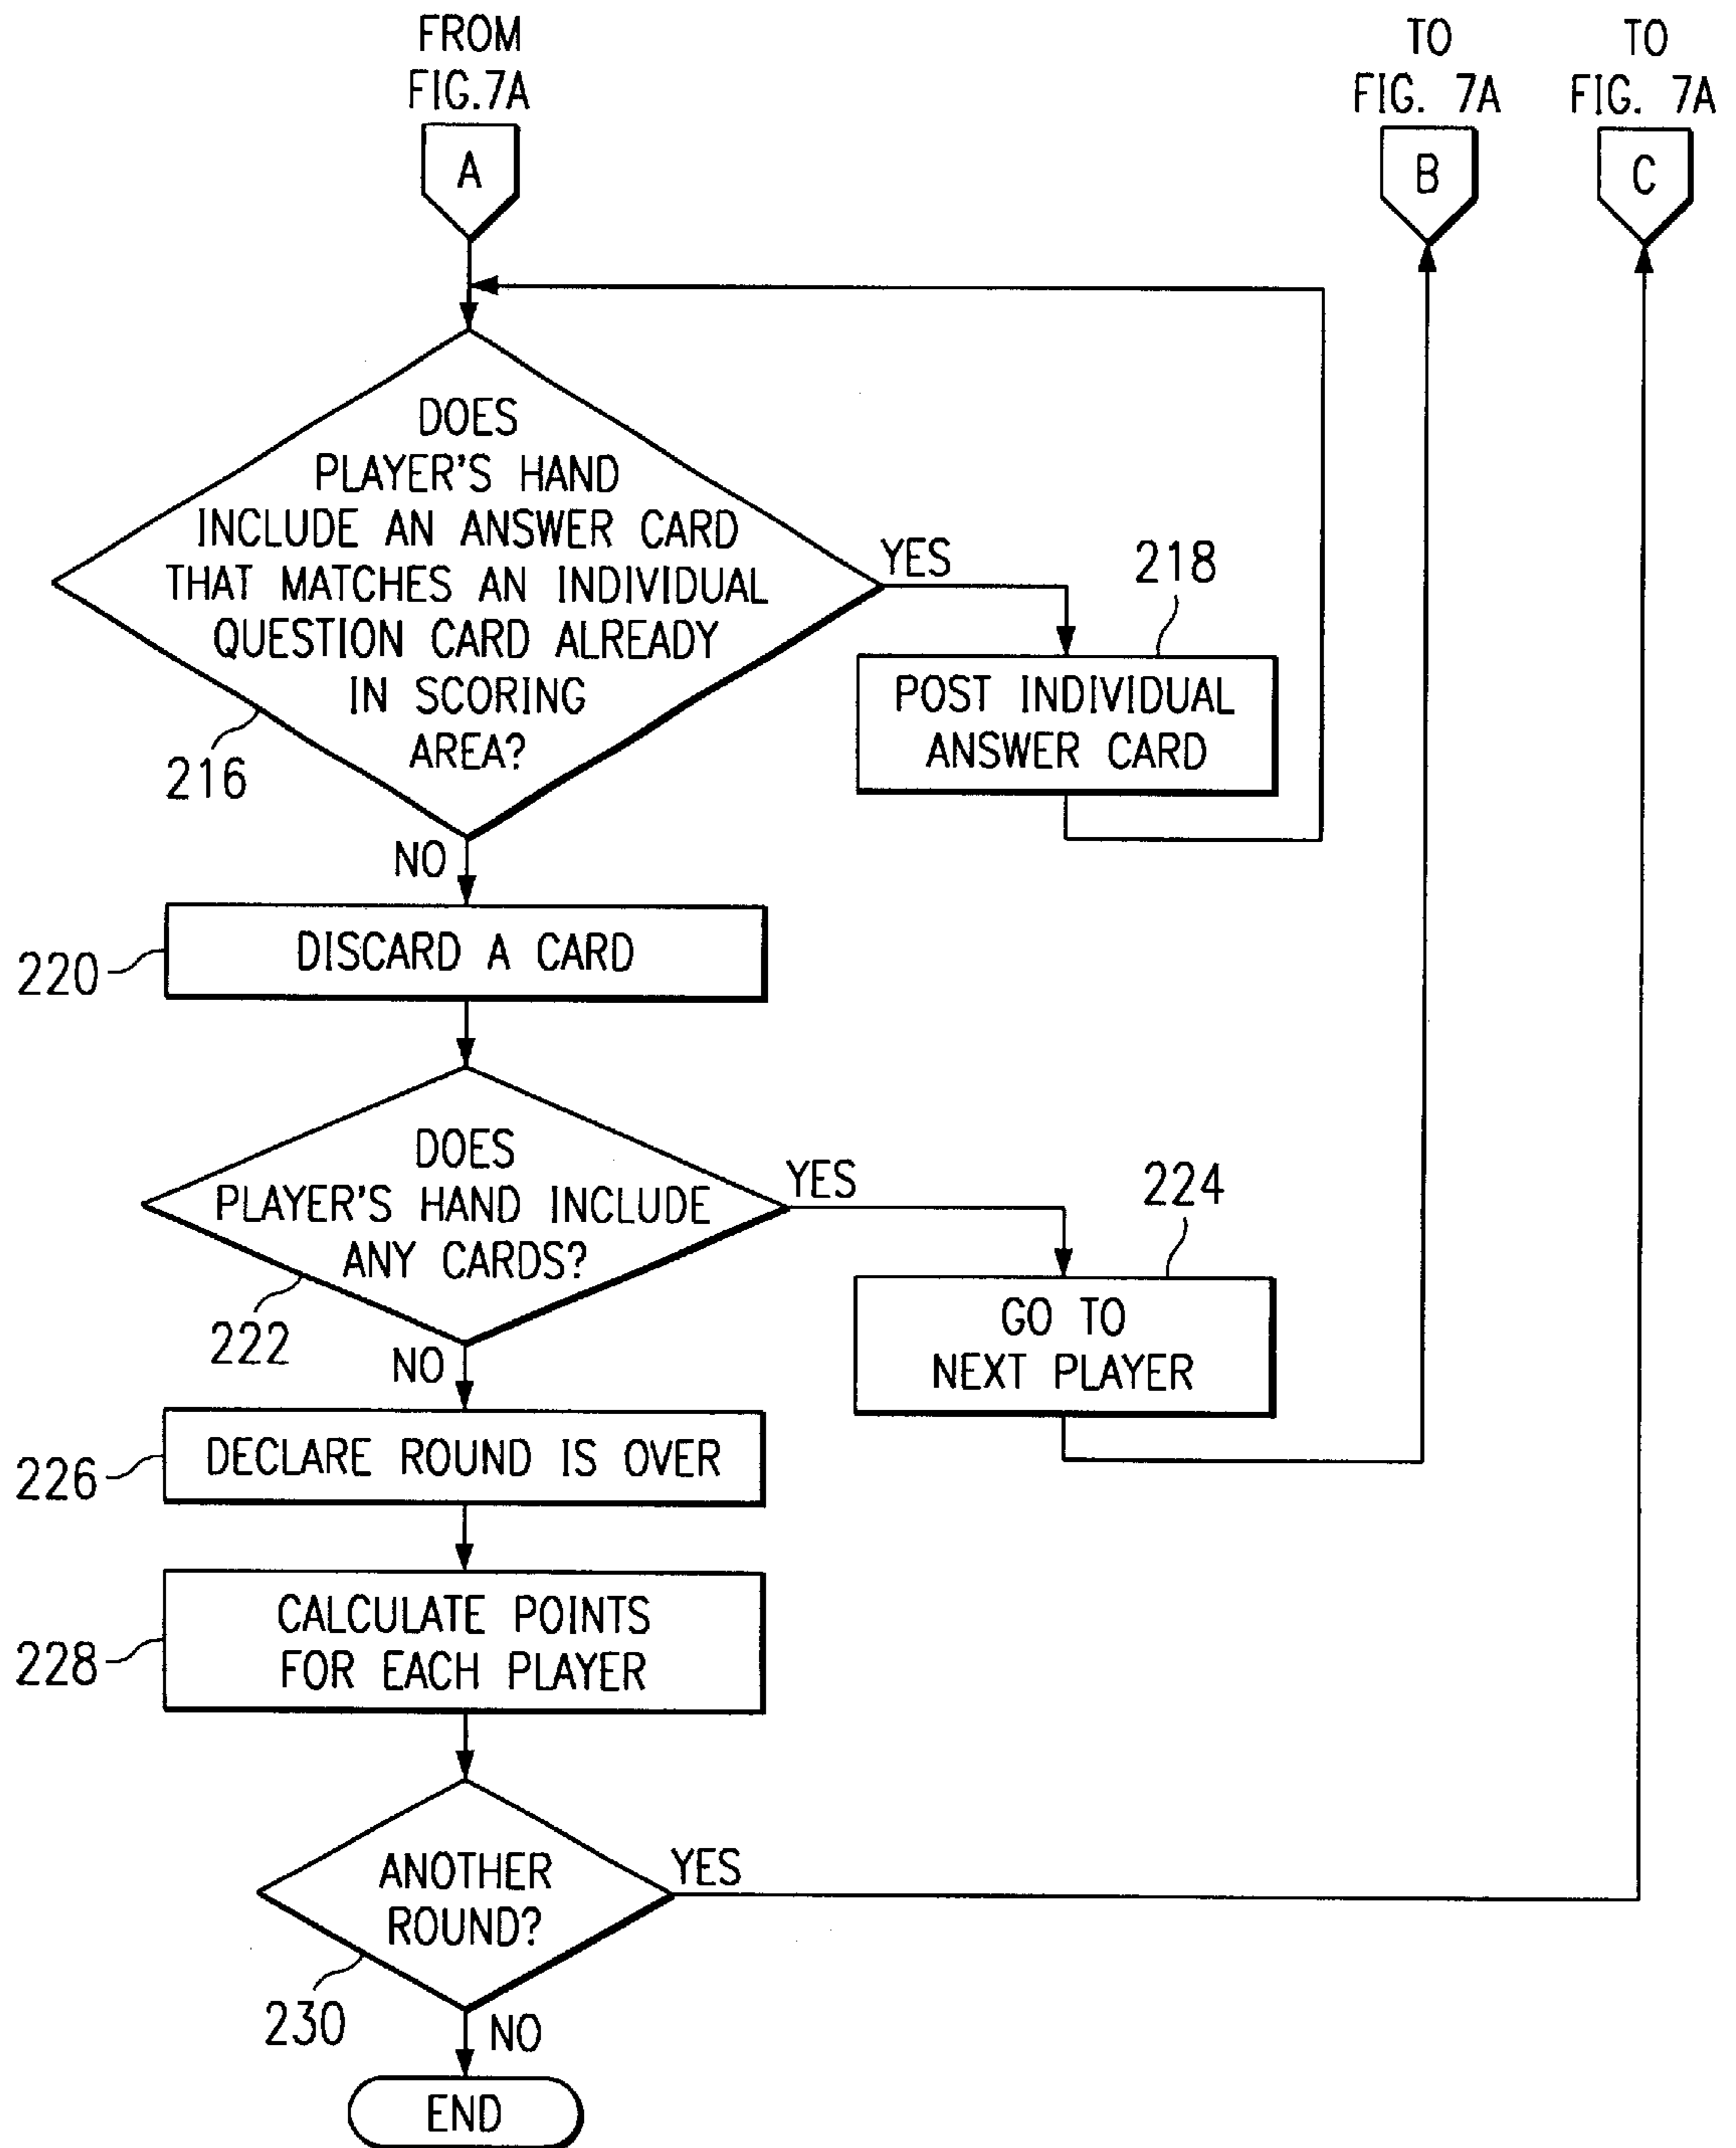 FROM
FIG.7A
A
TO
FIG. 7A
B
TO
FIG. 7A
C
DOES
PLAYER'S HAND
INCLUDE AN ANSWER CARD
THAT MATCHES AN INDIVIDUAL
QUESTION CARD ALREADY
IN SCORING
AREA?
216
YES
218
POST INDIVIDUAL
ANSWER CARD
NO
220
DISCARD A CARD
DOES
PLAYER'S HAND INCLUDE
ANY CARDS?
222
YES
224
GO TO
NEXT PLAYER
NO
226
DECLARE ROUND IS OVER
228
CALCULATE POINTS
FOR EACH PLAYER
ANOTHER
ROUND?
230
YES
NO
END